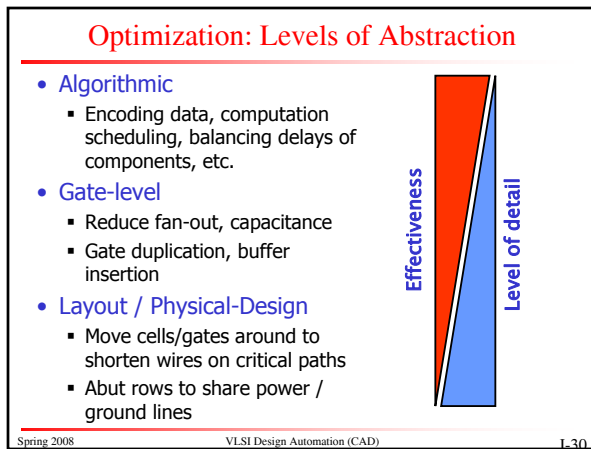 Optimization: Levels of Abstraction
• Algorithmic
▪ Encoding data, computation
scheduling, balancing delays of
components, etc.
• Gate-level
▪ Reduce fan-out, capacitance
▪ Gate duplication, buffer
insertion
• Layout / Physical-Design
▪ Move cells/gates around to
shorten wires on critical paths
▪ Abut rows to share power /
ground lines
Effectiveness
Level of detail
Spring 2008
VLSI Design Automation (CAD)
I-30